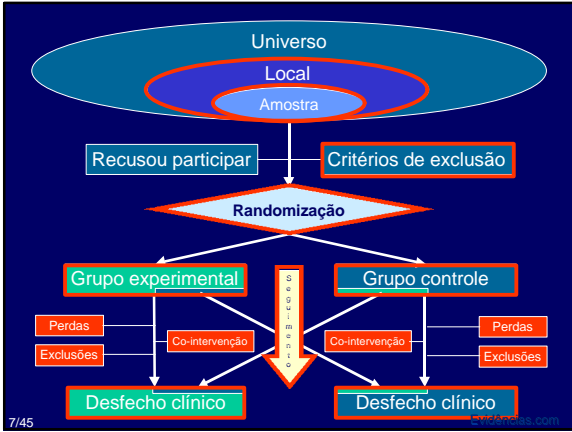 Universo
Local
Amostra
Recusou participar
Critérios de exclusão
Randomização
Grupo experimental
Seguimento
Grupo controle
Perdas
Exclusões
Co-intervenção
Co-intervenção
Perdas
Exclusões
Desfecho clínico
Desfecho clínico
7/45
Evidências.com